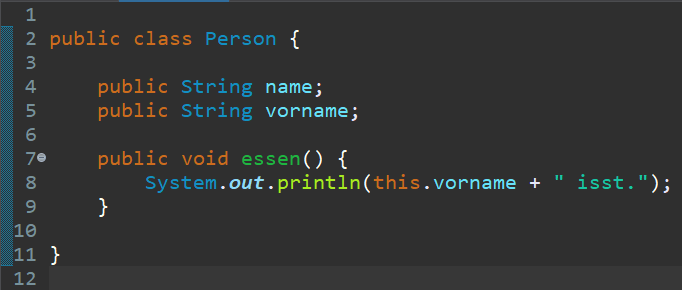 1
2 public class Person {
3
4     public String name;
5     public String vorname;
6
7     public void essen() {
8         System.out.println(this.vorname + " isst.");
9     }
10
11 }
12